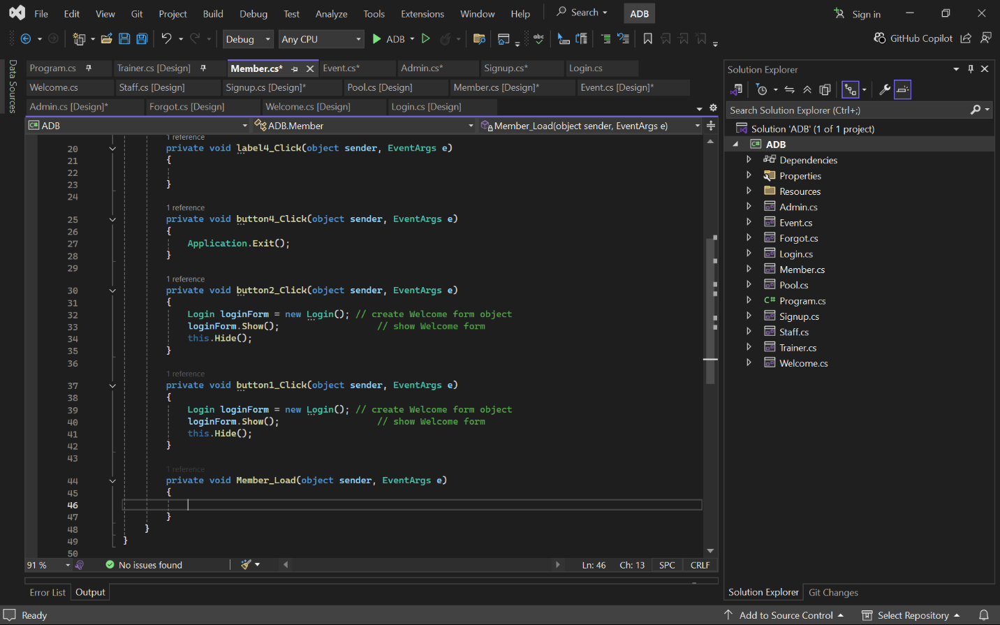 File Edit View Git Project Build Debug Test Analyze Tools Extensions Window Help Search ADB Sign in
Debug Any CPU ADB abc GitHub Copilot
Data Sources
Program.cs Trainer.cs [Design] Member.cs* Event.cs* Admin.cs* Signup.cs* Login.cs
Welcome.cs Staff.cs [Design] Signup.cs [Design]* Pool.cs [Design] Member.cs [Design]* Event.cs [Design]*
Admin.cs [Design]* Forgot.cs [Design] Welcome.cs [Design] Login.cs [Design]
C# ADB ADB.Member Member_Load(object sender, EventArgs e)
1 reference
20 private void label4_Click(object sender, EventArgs e)
21 {
22
23 }
24
1 reference
25 private void button4_Click(object sender, EventArgs e)
26 {
27 Application.Exit();
28 }
29
1 reference
30 private void button2_Click(object sender, EventArgs e)
31 {
32 Login loginForm = new Login(); // create Welcome form object
33 loginForm.Show(); // show Welcome form
34 this.Hide();
35 }
36
1 reference
37 private void button1_Click(object sender, EventArgs e)
38 {
39 Login loginForm = new Login(); // create Welcome form object
40 loginForm.Show(); // show Welcome form
41 this.Hide();
42 }
43
1 reference
44 private void Member_Load(object sender, EventArgs e)
45 {
46
47 }
48 }
49 }
50
91 % No issues found Ln: 46 Ch: 13 SPC CRLF
Error List Output
Solution Explorer
Search Solution Explorer (Ctrl+;)
Solution 'ADB' (1 of 1 project)
C# ADB
Dependencies
Properties
Resources
Admin.cs
Event.cs
Forgot.cs
Login.cs
Member.cs
Pool.cs
C# Program.cs
Signup.cs
Staff.cs
Trainer.cs
Welcome.cs
Solution Explorer Git Changes
Ready Add to Source Control Select Repository